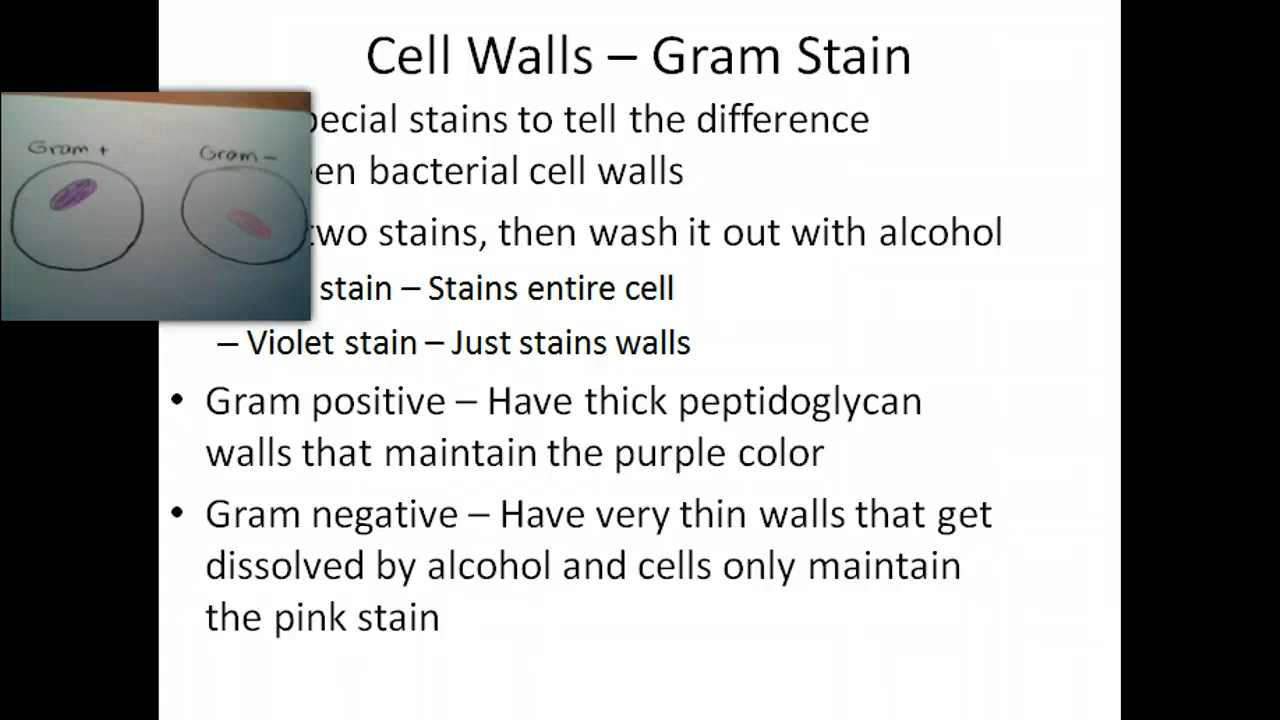 Cell Walls – Gram Stain
pecial stains to tell the difference
en bacterial cell walls
two stains, then wash it out with alcohol
stain – Stains entire cell
– Violet stain – Just stains walls
• Gram positive – Have thick peptidoglycan
walls that maintain the purple color
• Gram negative – Have very thin walls that get
dissolved by alcohol and cells only maintain
the pink stain
Gram +
Gram −